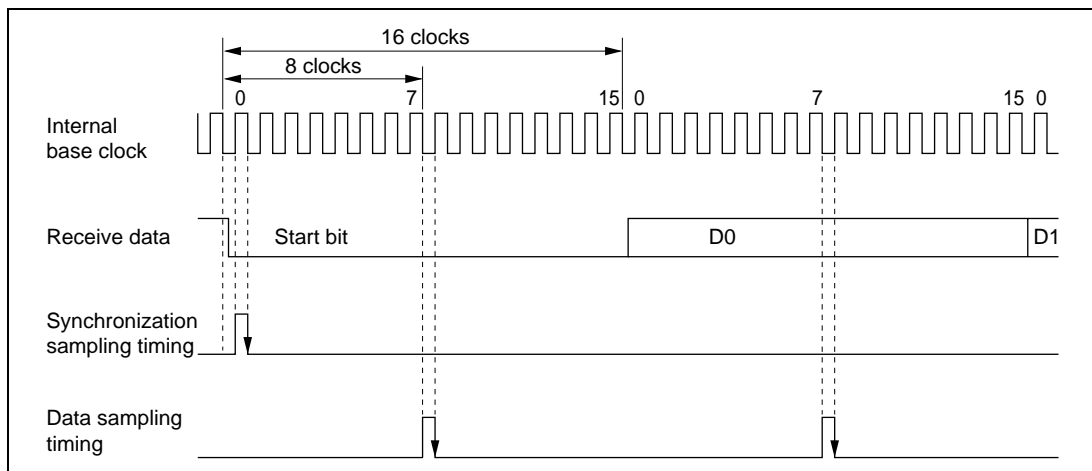 16 clocks
8 clocks
0 7 15 0 7 15 0
Internal
base clock
Receive data Start bit D0 D1
Synchronization
sampling timing
Data sampling
timing